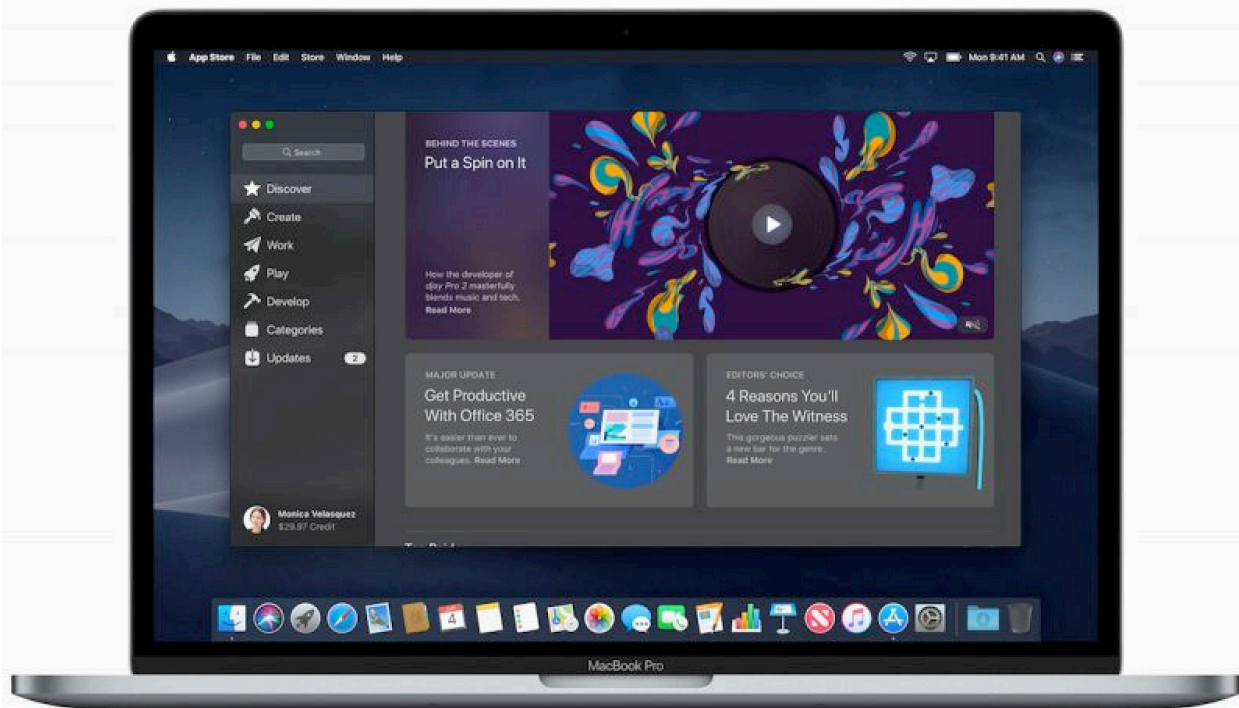 App Store File Edit Store Window Help
Mon 9:41 AM
Search
Discover
Create
Work
Play
Develop
Categories
Updates 2
Monica Velasquez
$29.97 Credit
BEHIND THE SCENES
Put a Spin on It
How the developer of
djay Pro 2 masterfully
blends music and tech.
Read More
MAJOR UPDATE
Get Productive
With Office 365
It's easier than ever to
collaborate with your
colleagues. Read More
EDITORS' CHOICE
4 Reasons You'll
Love The Witness
This gorgeous puzzler sets
a new bar for the genre.
Read More
4
MacBook Pro